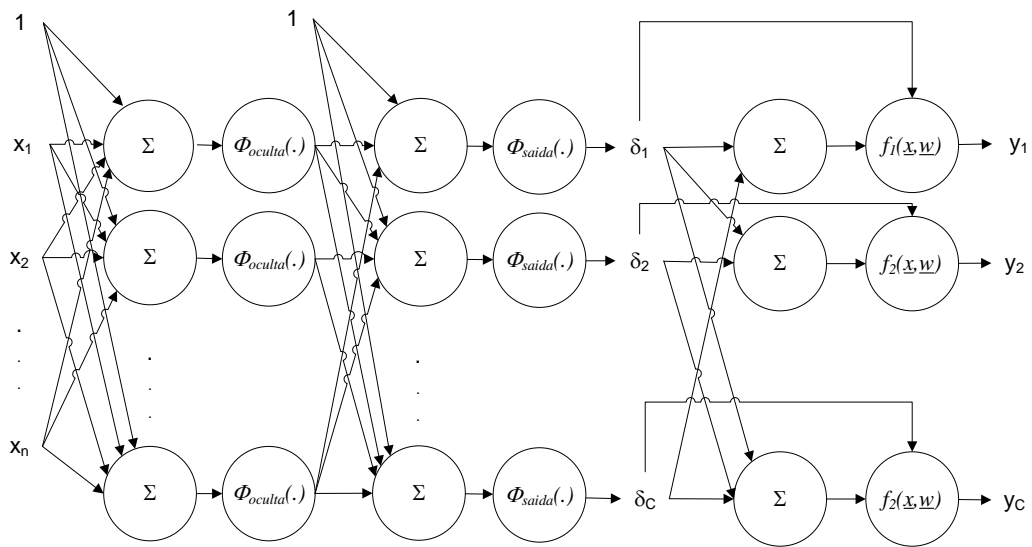 1
1
x1
Σ
Φoculta(.)
Σ
Φsaida(.)
δ1
Σ
f1(x,w)
y1
x2
Σ
Φoculta(.)
Σ
Φsaida(.)
δ2
Σ
f2(x,w)
y2
.
.
.
.
.
.
.
.
.
xn
Σ
Φoculta(.)
Σ
Φsaida(.)
δC
Σ
f2(x,w)
yC